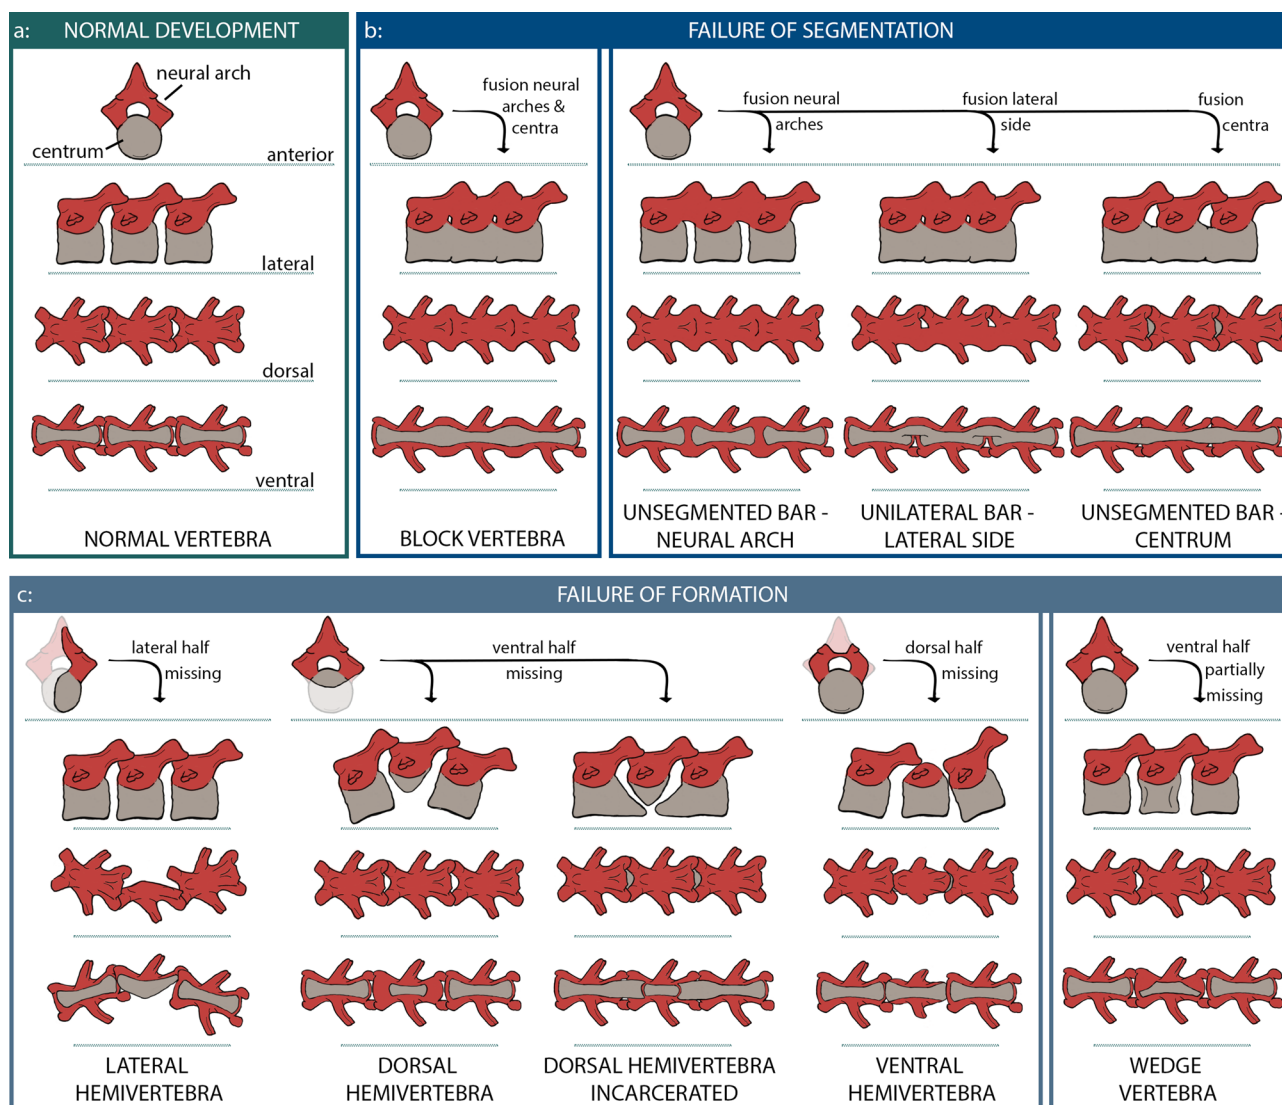 a: NORMAL DEVELOPMENT
neural arch
centrum
anterior
lateral
dorsal
ventral
NORMAL VERTEBRA
b: FAILURE OF SEGMENTATION
fusion neural
arches &
centra
BLOCK VERTEBRA
fusion neural
arches
fusion lateral
side
fusion
centra
UNSEGMENTED BAR -
NEURAL ARCH
UNILATERAL BAR -
LATERAL SIDE
UNSEGMENTED BAR -
CENTRUM
c: FAILURE OF FORMATION
lateral half
missing
ventral half
missing
dorsal half
missing
ventral half
partially
missing
LATERAL
HEMIVERTEBRA
DORSAL
HEMIVERTEBRA
DORSAL HEMIVERTEBRA
INCARCERATED
VENTRAL
HEMIVERTEBRA
WEDGE
VERTEBRA